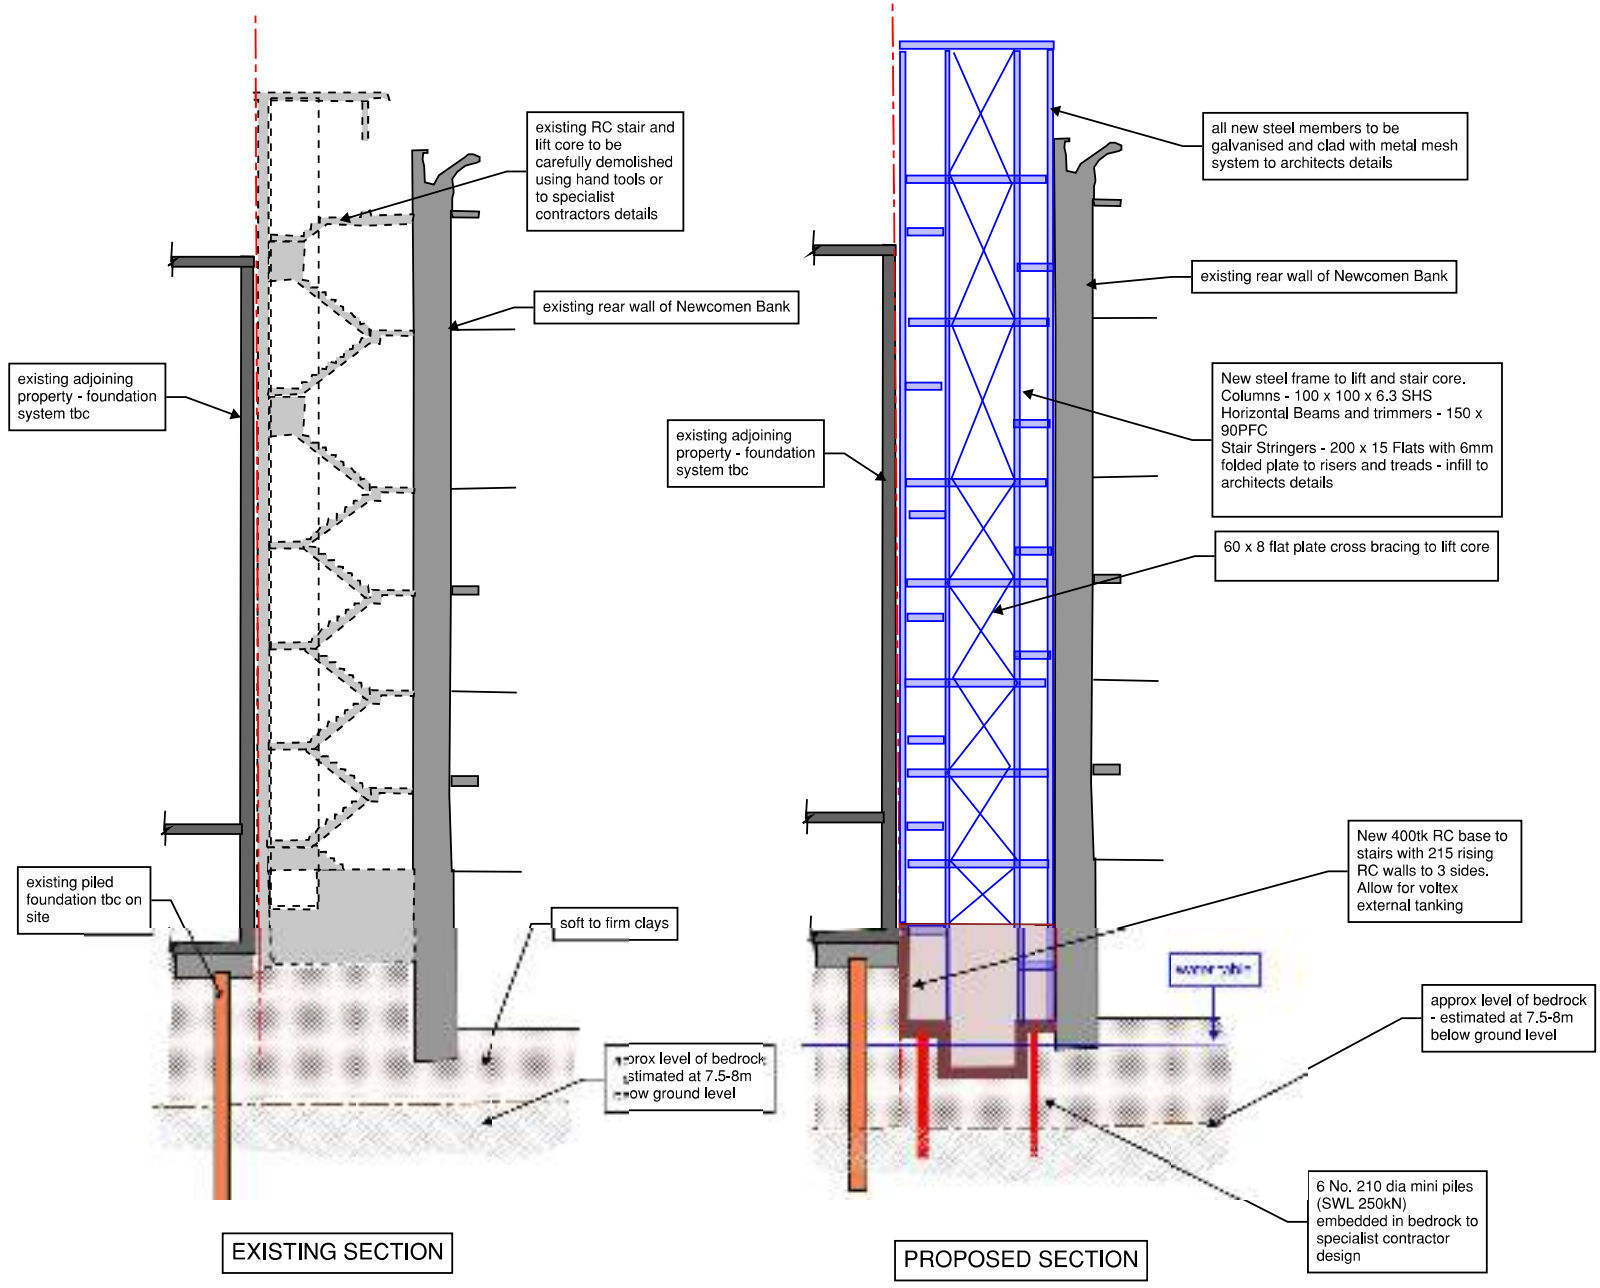 existing RC stair and
lift core to be
carefully demolished
using hand tools or
to specialist
contractors details
existing rear wall of Newcomen Bank
existing adjoining
property - foundation
system tbc
existing piled
foundation tbc on
site
soft to firm clays
prox level of bedrock
stimated at 7.5-8m
ow ground level
EXISTING SECTION
all new steel members to be
galvanised and clad with metal mesh
system to architects details
existing rear wall of Newcomen Bank
New steel frame to lift and stair core.
Columns - 100 x 100 x 6.3 SHS
Horizontal Beams and trimmers - 150 x
90PFC
Stair Stringers - 200 x 15 Flats with 6mm
folded plate to risers and treads - infill to
architects details
existing adjoining
property - foundation
system tbc
60 x 8 flat plate cross bracing to lift core
New 400tk RC base to
stairs with 215 rising
RC walls to 3 sides.
Allow for voltex
external tanking
water table
approx level of bedrock
- estimated at 7.5-8m
below ground level
6 No. 210 dia mini piles
(SWL 250kN)
embedded in bedrock to
specialist contractor
design
PROPOSED SECTION